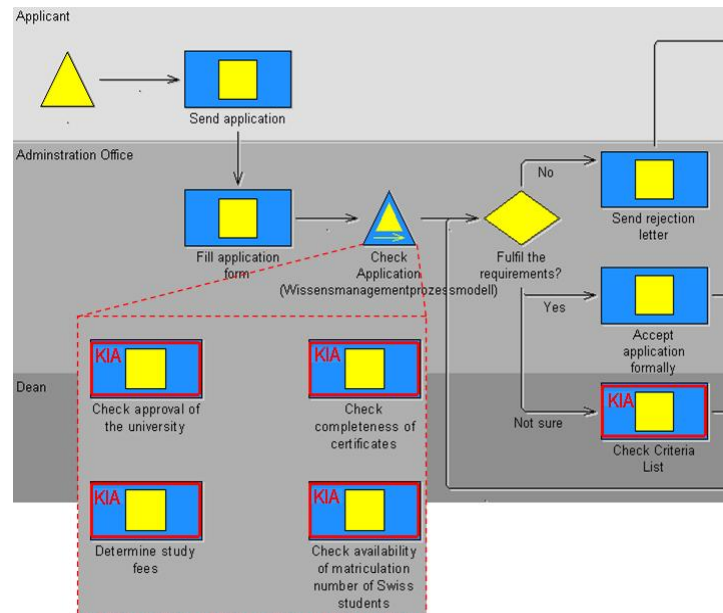 Applicant
Send application
Adminstration Office
No
Fill application
form
Check
Application
(Wissensmanagementprozessmodell)
Fulfil the
requirements?
Send rejection
letter
Yes
Accept
application
formally
Dean
KIA
Check approval of
the university
KIA
Check
completeness of
certificates
Not sure
KIA
Check Criteria
List
KIA
Determine study
fees
KIA
Check availability
of matriculation
number of Swiss
students